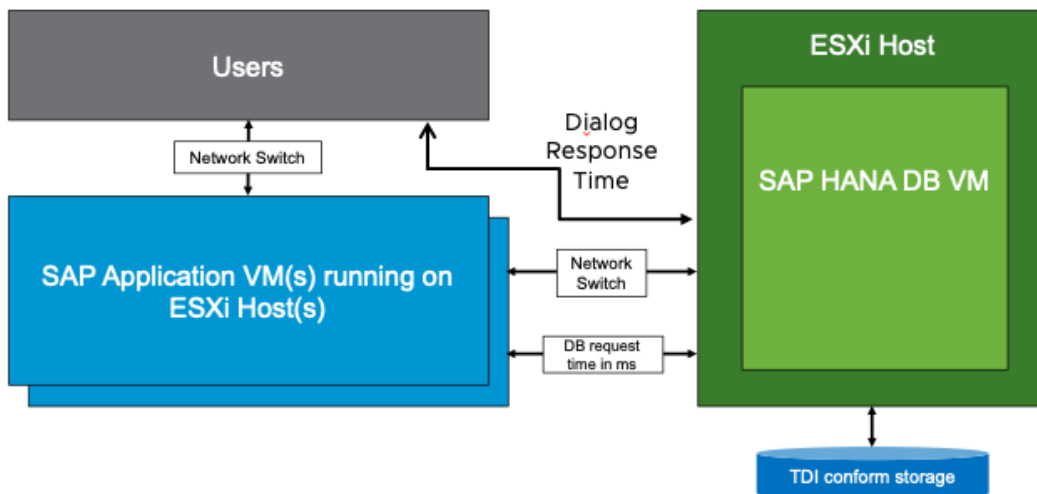 Users
ESXi Host
Network Switch
Dialog
Response
Time
SAP HANA DB VM
SAP Application VM(s) running on
ESXi Host(s)
Network
Switch
DB request
time in ms
TDI conform storage